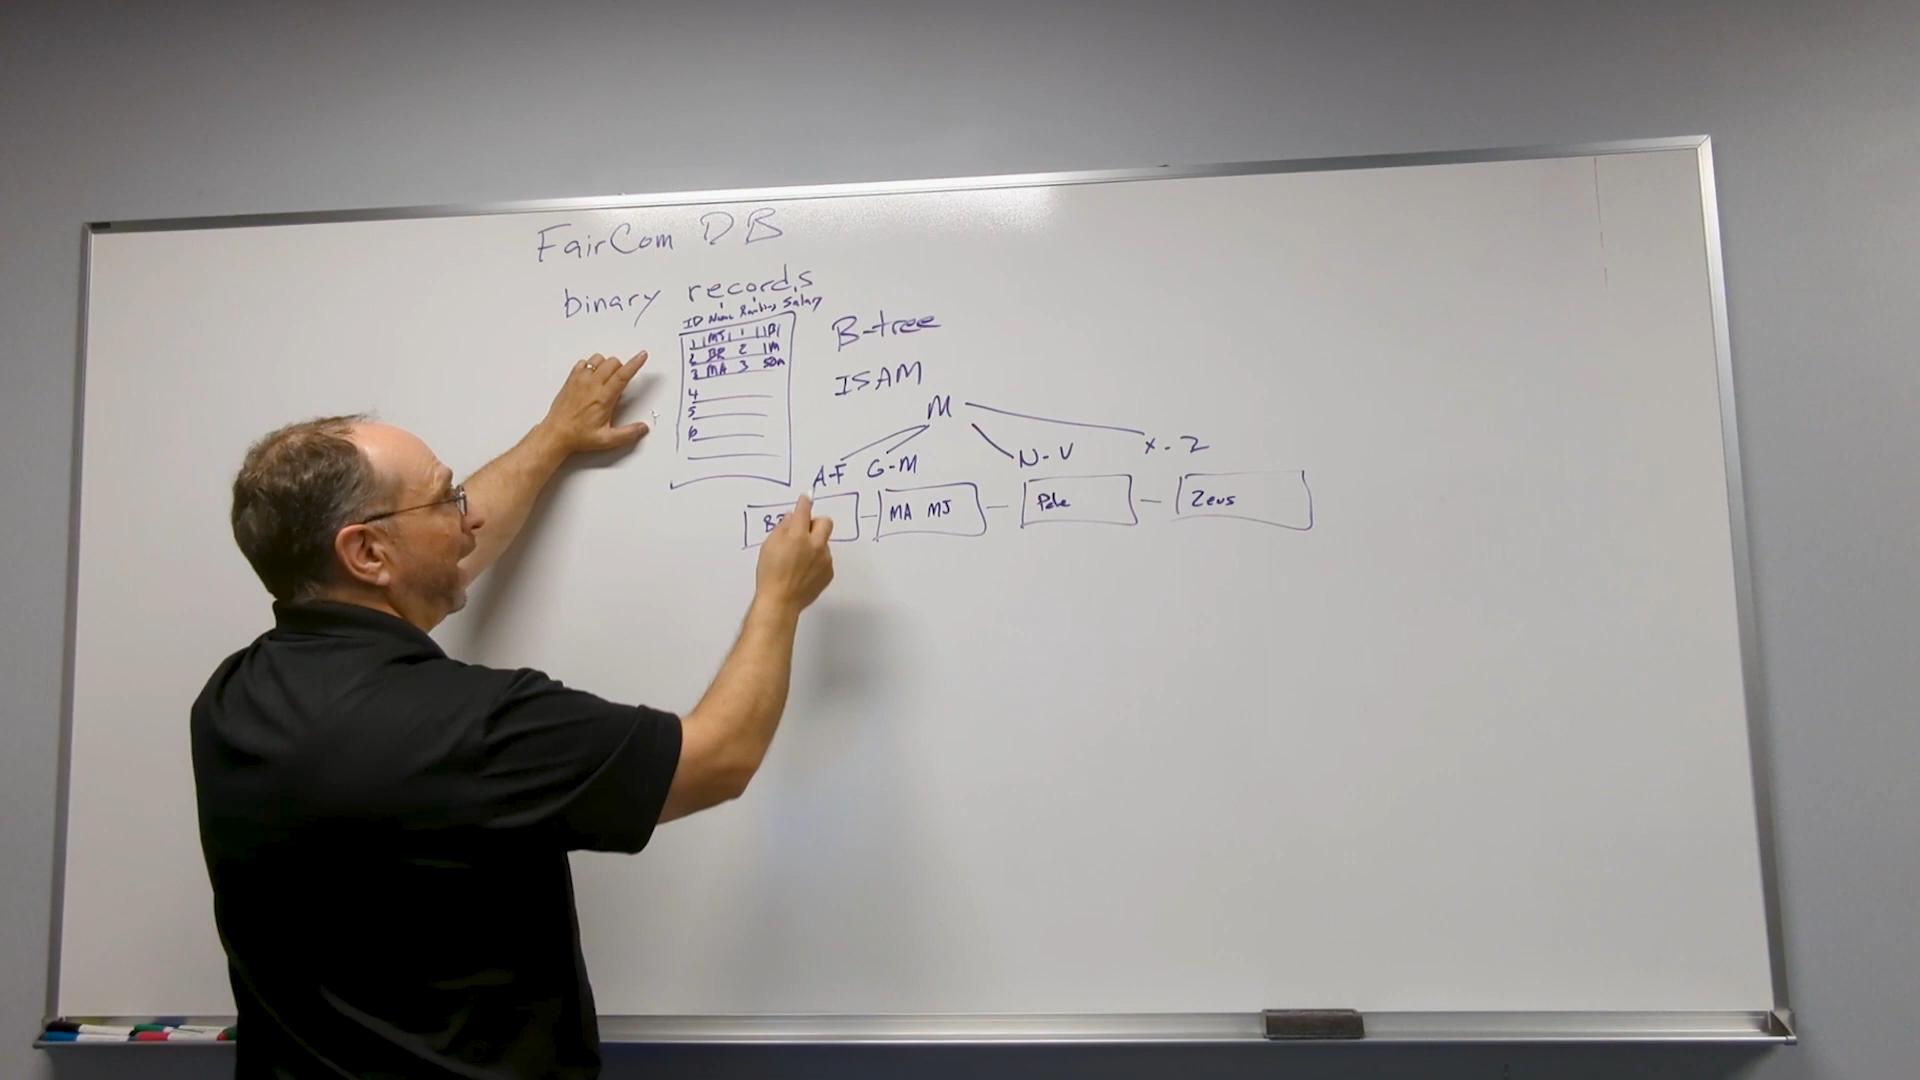 FairCom DB
binary records
ID Name Ranking Salary
1 MJ 1 1B
2 BR 2 1M
3 MA 3 50M
4
5
6
B-tree
ISAM
M
A-F G-M N-V X-Z
MA MJ Pele Zeus